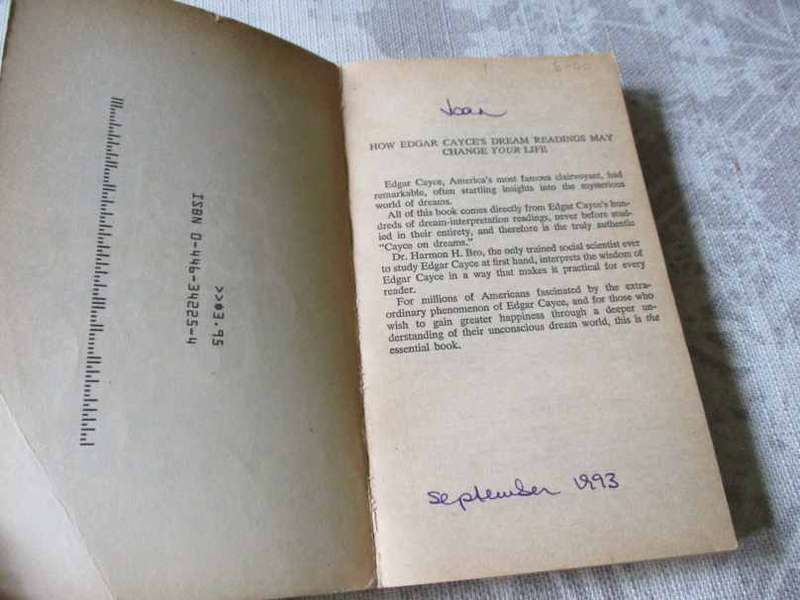 ISBN 0-446-34225-4
>>$3.95
Joan
HOW EDGAR CAYCE'S DREAM READINGS MAY
CHANGE YOUR LIFE
Edgar Cayce, America's most famous clairvoyant, had
remarkable, often startling insights into the mysterious
world of dreams.
All of this book comes directly from Edgar Cayce's hun-
dreds of dream-interpretation readings, never before stud-
ied in their entirety, and therefore is the truly authentic
"Cayce on dreams."
Dr. Harmon H. Bro, the only trained social scientist ever
to study Edgar Cayce at first hand, interprets the wisdom of
Edgar Cayce in a way that makes it practical for every
reader.
For millions of Americans fascinated by the extra-
ordinary phenomenon of Edgar Cayce, and for those who
wish to gain greater happiness through a deeper un-
derstanding of their unconscious dream world, this is the
essential book.
September 1993